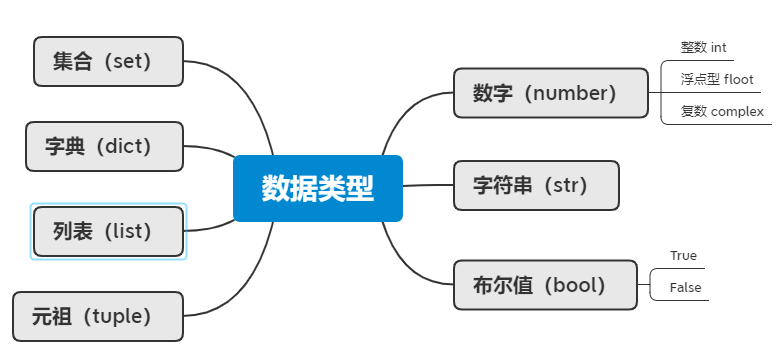 数据类型
数字（number）
整数 int
浮点型 floot
复数 complex
字符串（str）
布尔值（bool）
True
False
集合（set）
字典（dict）
列表（list）
元祖（tuple）